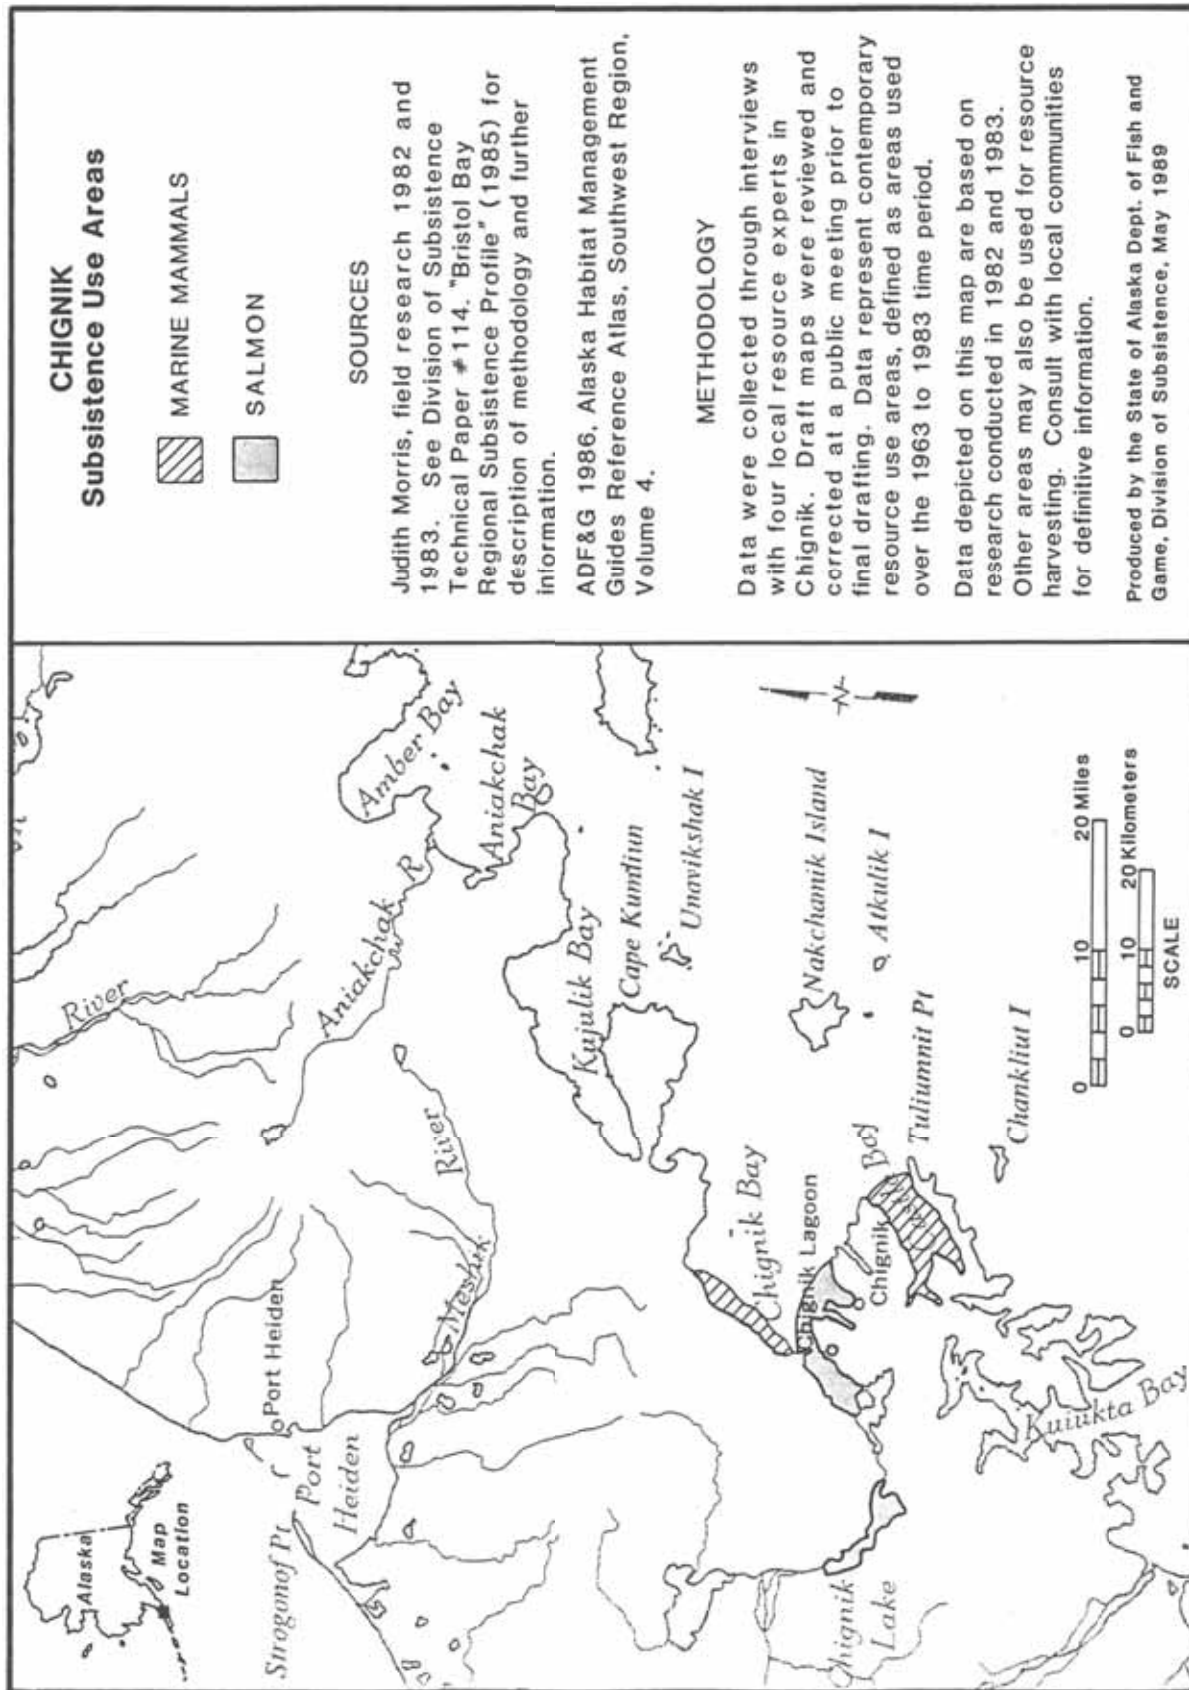 CHIGNIK
Subsistence Use Areas
MARINE MAMMALS
SALMON
SOURCES
Judith Morris, field research 1982 and
1983. See Division of Subsistence
Technical Paper #114. "Bristol Bay
Regional Subsistence Profile" (1985) for
description of methodology and further
information.
ADF&G 1986, Alaska Habitat Management
Guides Reference Atlas, Southwest Region,
Volume 4.
METHODOLOGY
Data were collected through interviews
with four local resource experts in
Chignik. Draft maps were reviewed and
corrected at a public meeting prior to
final drafting. Data represent contemporary
resource use areas, defined as areas used
over the 1963 to 1983 time period.
Data depicted on this map are based on
research conducted in 1982 and 1983.
Other areas may also be used for resource
harvesting. Consult with local communities
for definitive information.
Produced by the State of Alaska Dept. of Fish and
Game, Division of Subsistence, May 1989
Alaska
Map
Location
Strogonof Pt
Port
Heiden
Port Heiden
River
Meshik
River
Aniakchak R
Amber Bay
Aniakchak
Bay
Kujulik Bay
Cape Kumliun
Unavikshak I
Nakchamik Island
Atkulik I
Chignik Bay
Chignik Lagoon
Chignik
Bay
Tuliumnit Pt
Chankliut I
Chignik
Lake
Kuiukta Bay
N
0 10 20 Miles
0 10 20 Kilometers
SCALE